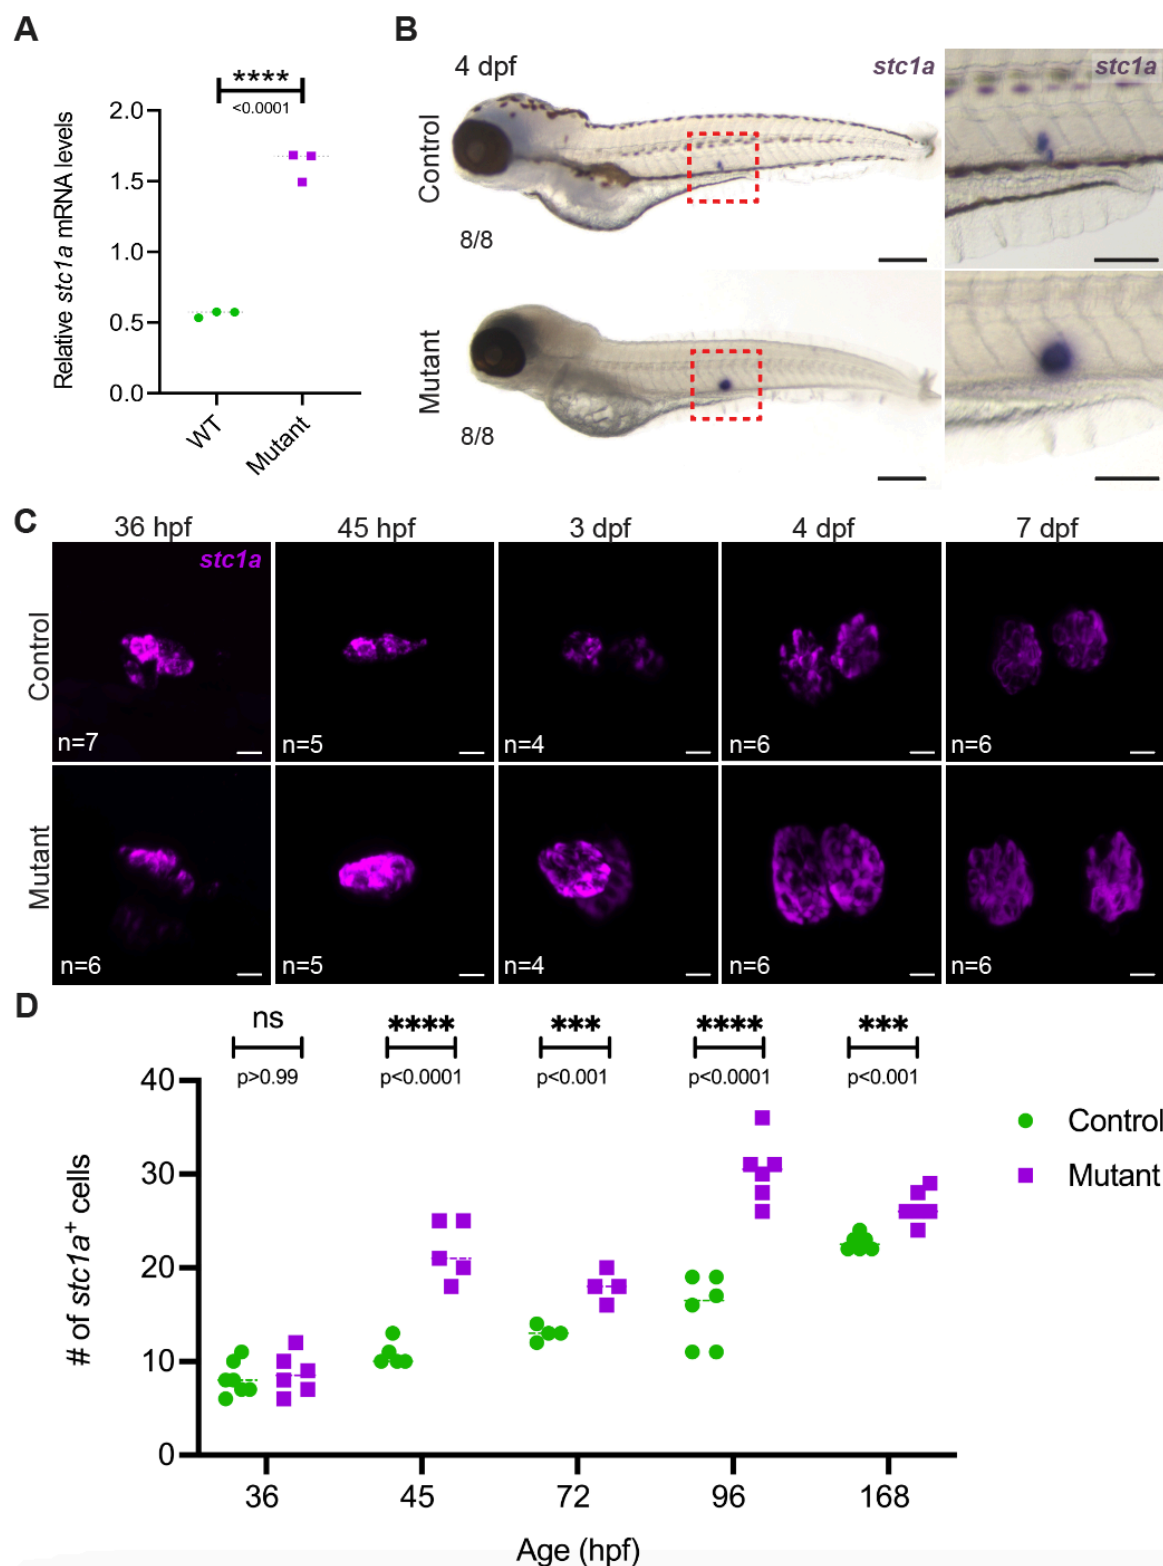 A
****
<0.0001
2.0
1.5
1.0
0.5
0.0
Relative stc1a mRNA levels
WT
Mutant
B
4 dpf
stc1a
stc1a
Control
8/8
Mutant
8/8
C
36 hpf
45 hpf
3 dpf
4 dpf
7 dpf
stc1a
Control
n=7
n=5
n=4
n=6
n=6
Mutant
n=6
n=5
n=4
n=6
n=6
D
ns
****
***
****
***
p>0.99
p<0.0001
p<0.001
p<0.0001
p<0.001
40
30
20
10
0
# of stc1a+ cells
Control
Mutant
36
45
72
96
168
Age (hpf)